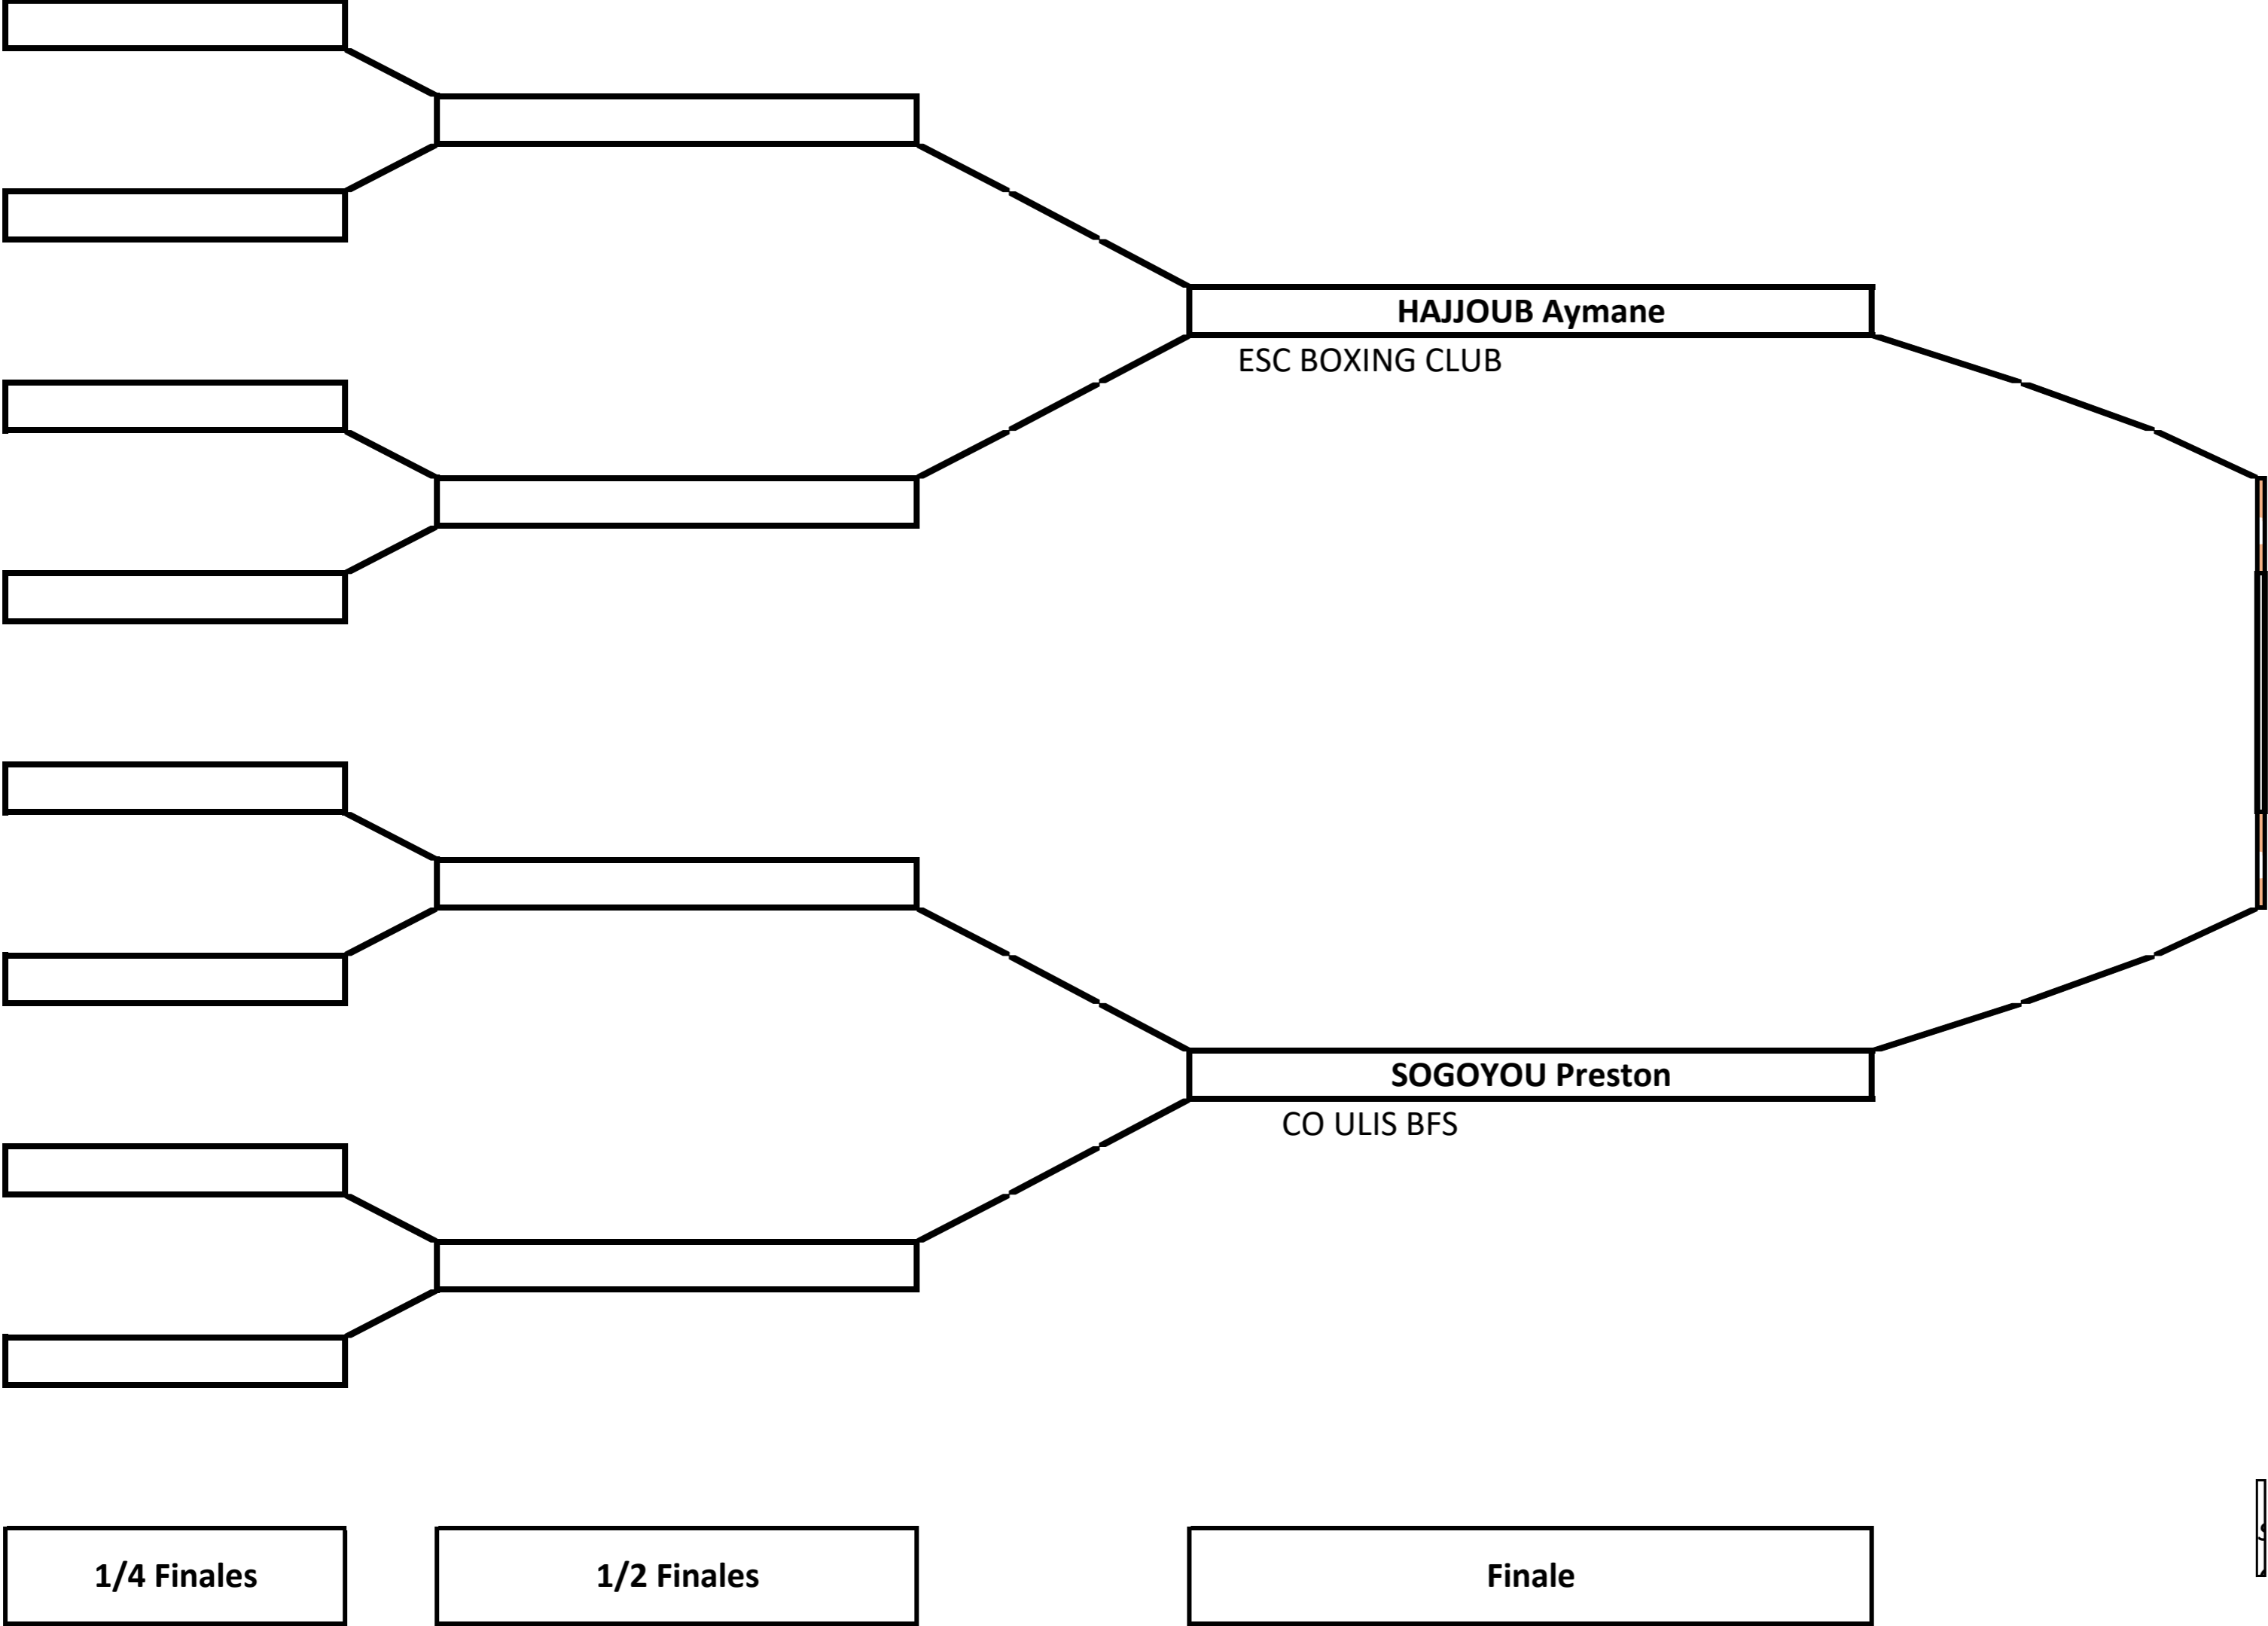 HAJJOUB Aymane
ESC BOXING CLUB
SOGOYOU Preston
CO ULIS BFS
1/4 Finales
1/2 Finales
Finale